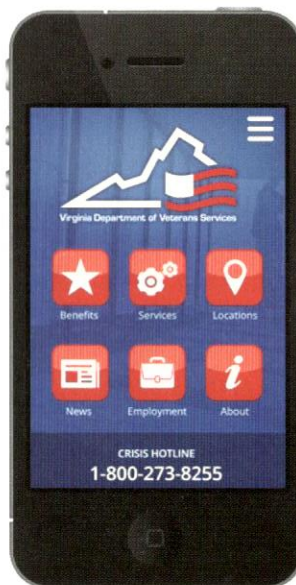 Virginia Department of Veterans Services
Benefits Services Locations
News Employment About
CRISIS HOTLINE
1-800-273-8255